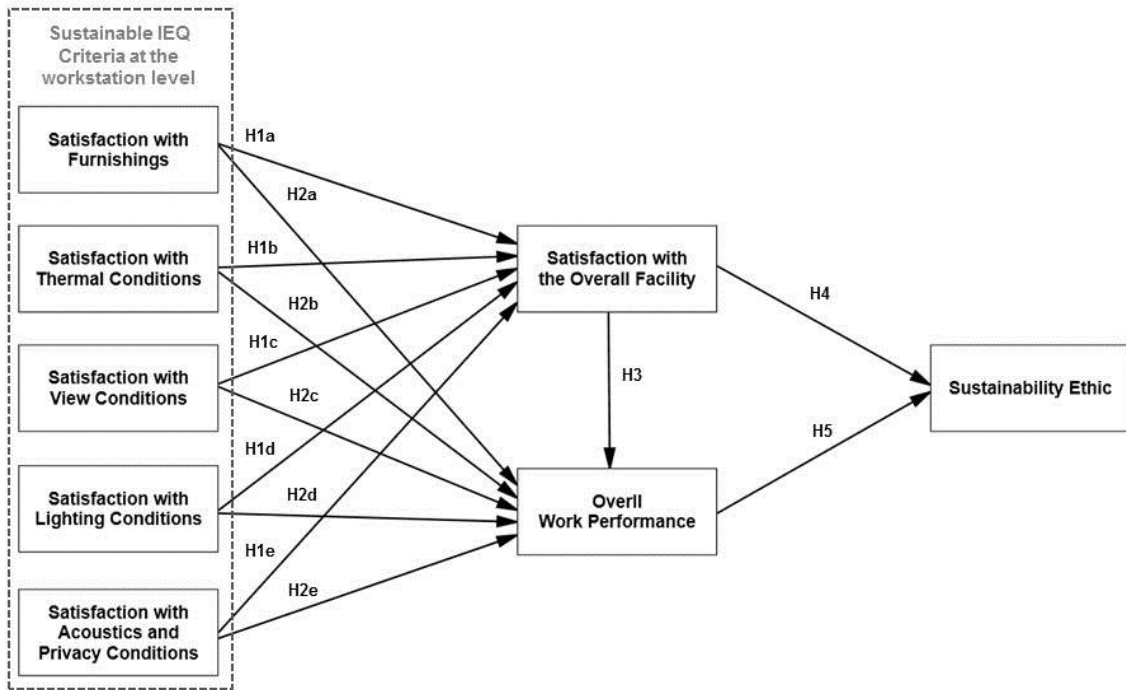 Sustainable IEQ
Criteria at the
workstation level
Satisfaction with
Furnishings
Satisfaction with
Thermal Conditions
Satisfaction with
View Conditions
Satisfaction with
Lighting Conditions
Satisfaction with
Acoustics and
Privacy Conditions
H1a
H2a
H1b
H2b
H1c
H2c
H1d
H2d
H1e
H2e
Satisfaction with
the Overall Facility
H3
Overll
Work Performance
H4
H5
Sustainability Ethic